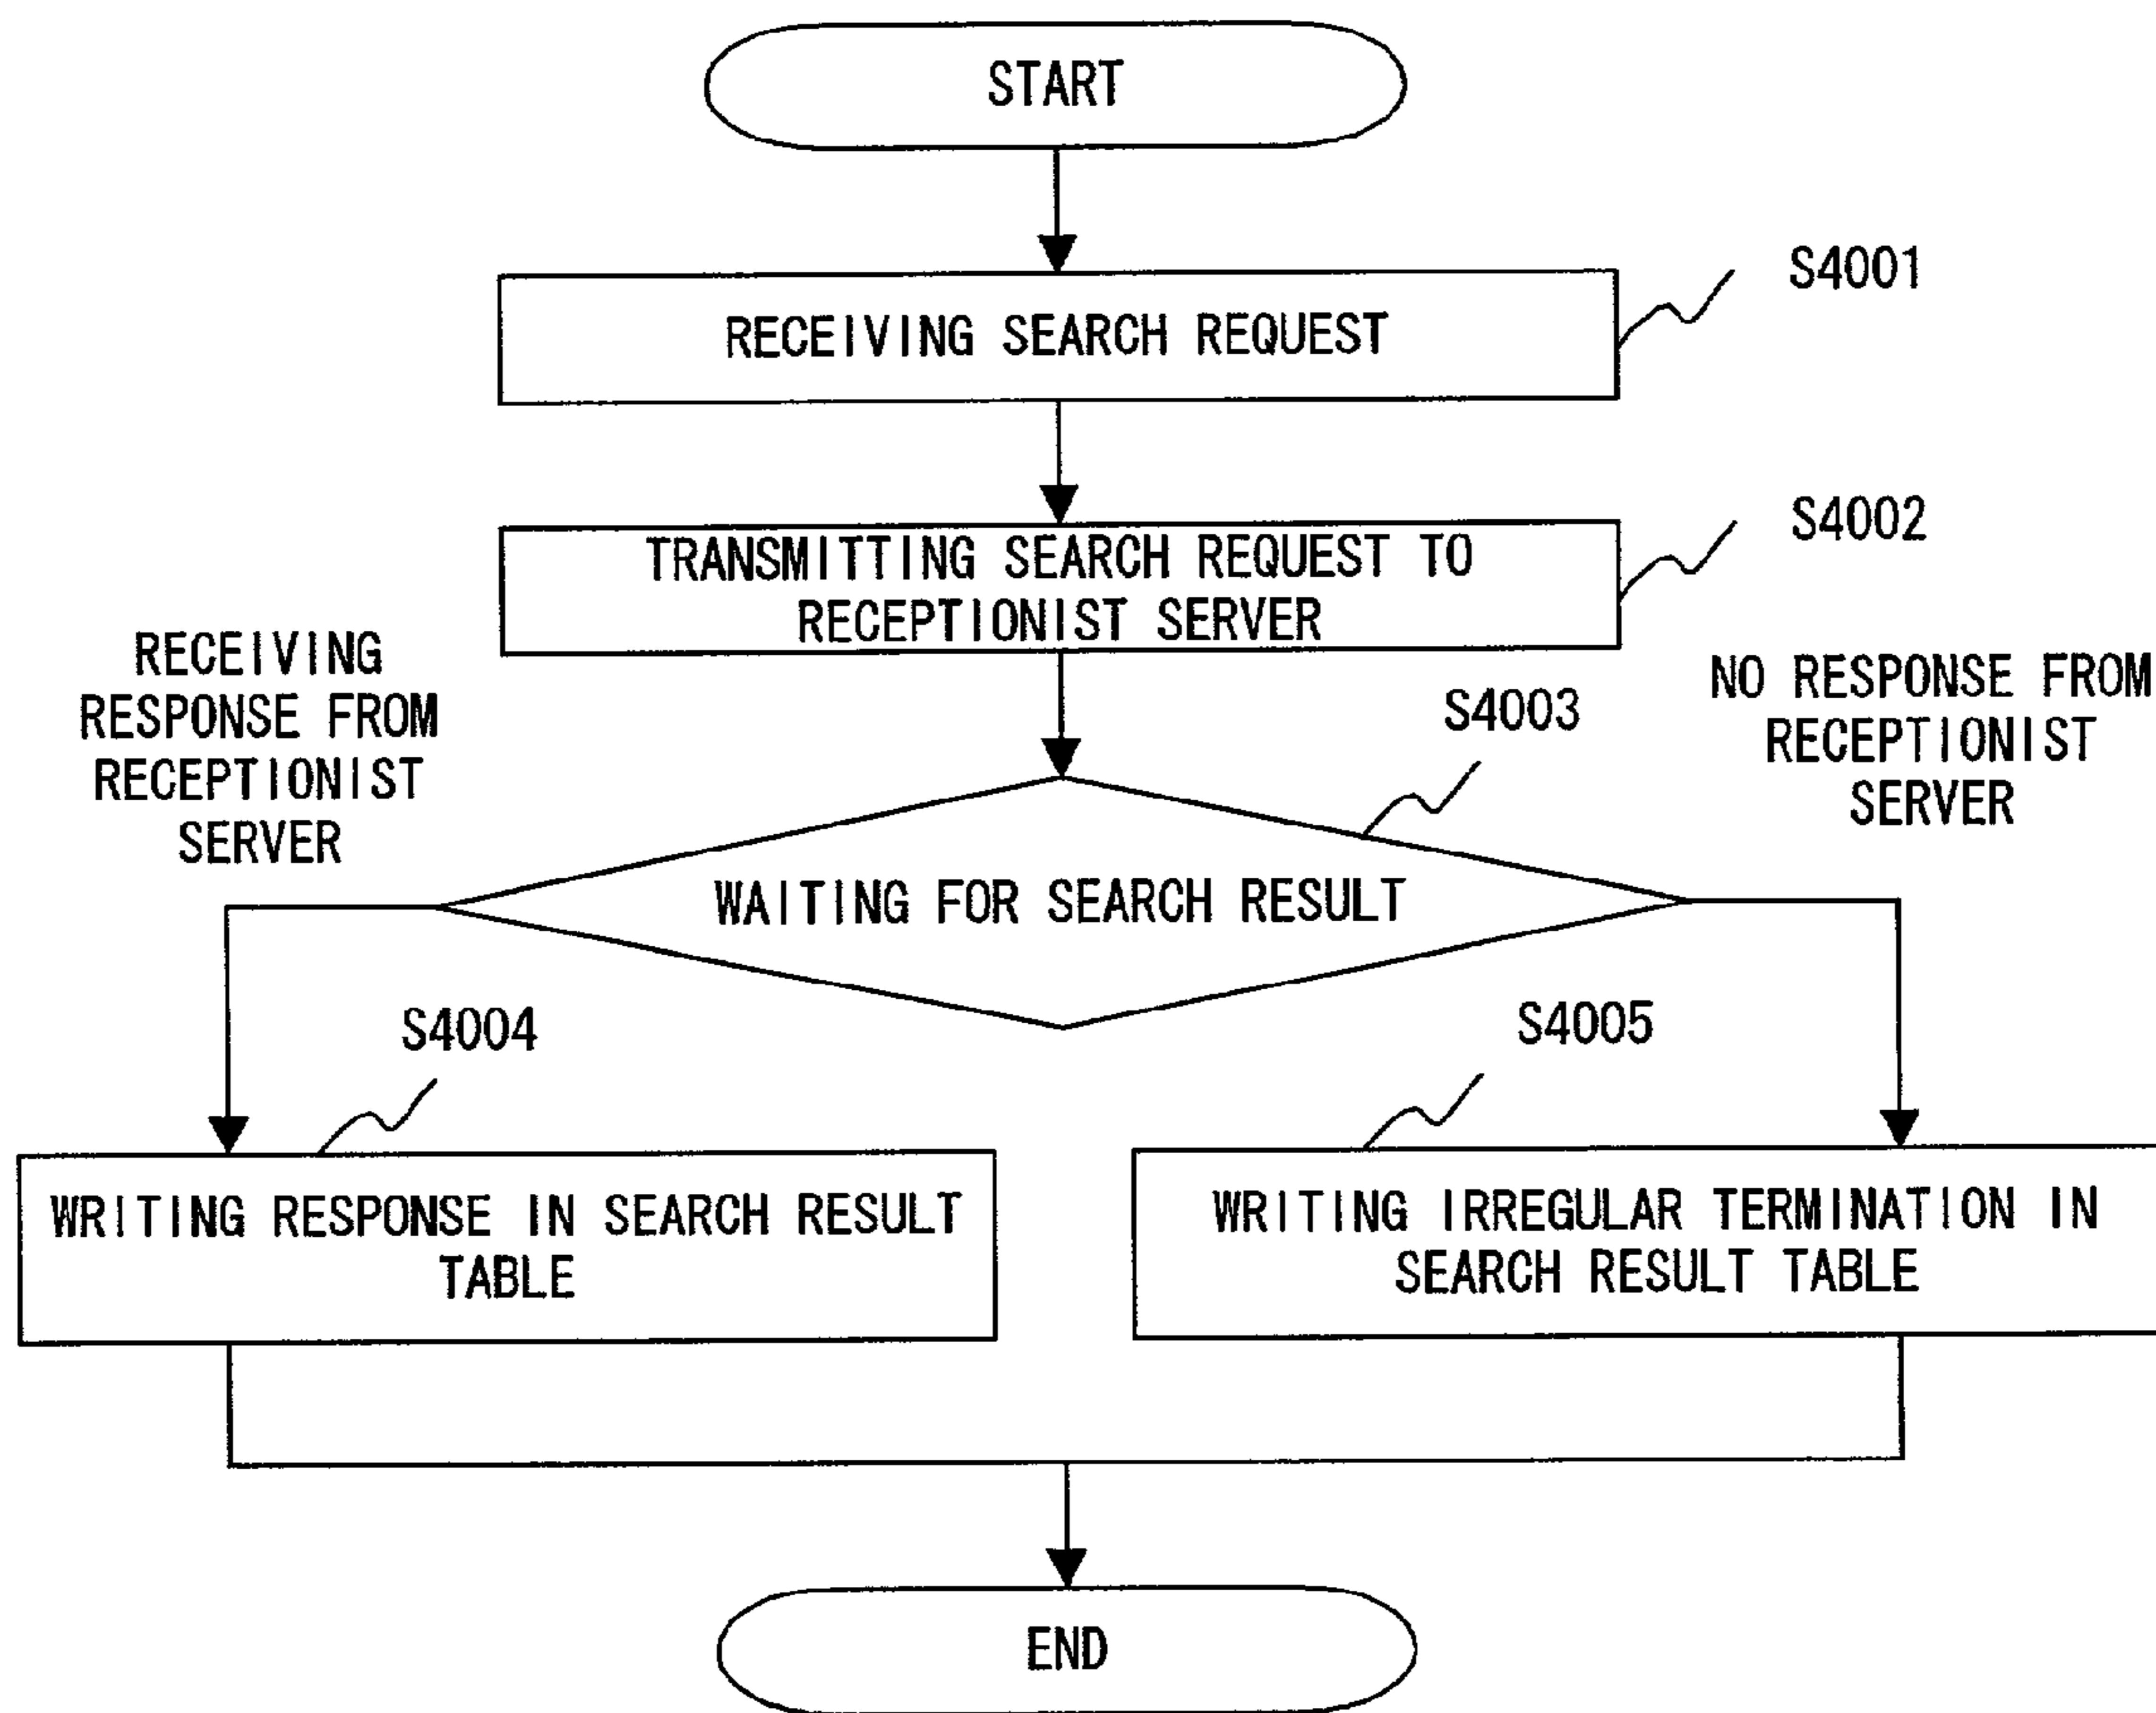 START
S4001
RECEIVING SEARCH REQUEST
S4002
TRANSMITTING SEARCH REQUEST TO
RECEPTIONIST SERVER
RECEIVING
RESPONSE FROM
RECEPTIONIST
SERVER
S4003
NO RESPONSE FROM
RECEPTIONIST
SERVER
WAITING FOR SEARCH RESULT
S4004
S4005
WRITING RESPONSE IN SEARCH RESULT
TABLE
WRITING IRREGULAR TERMINATION IN
SEARCH RESULT TABLE
END